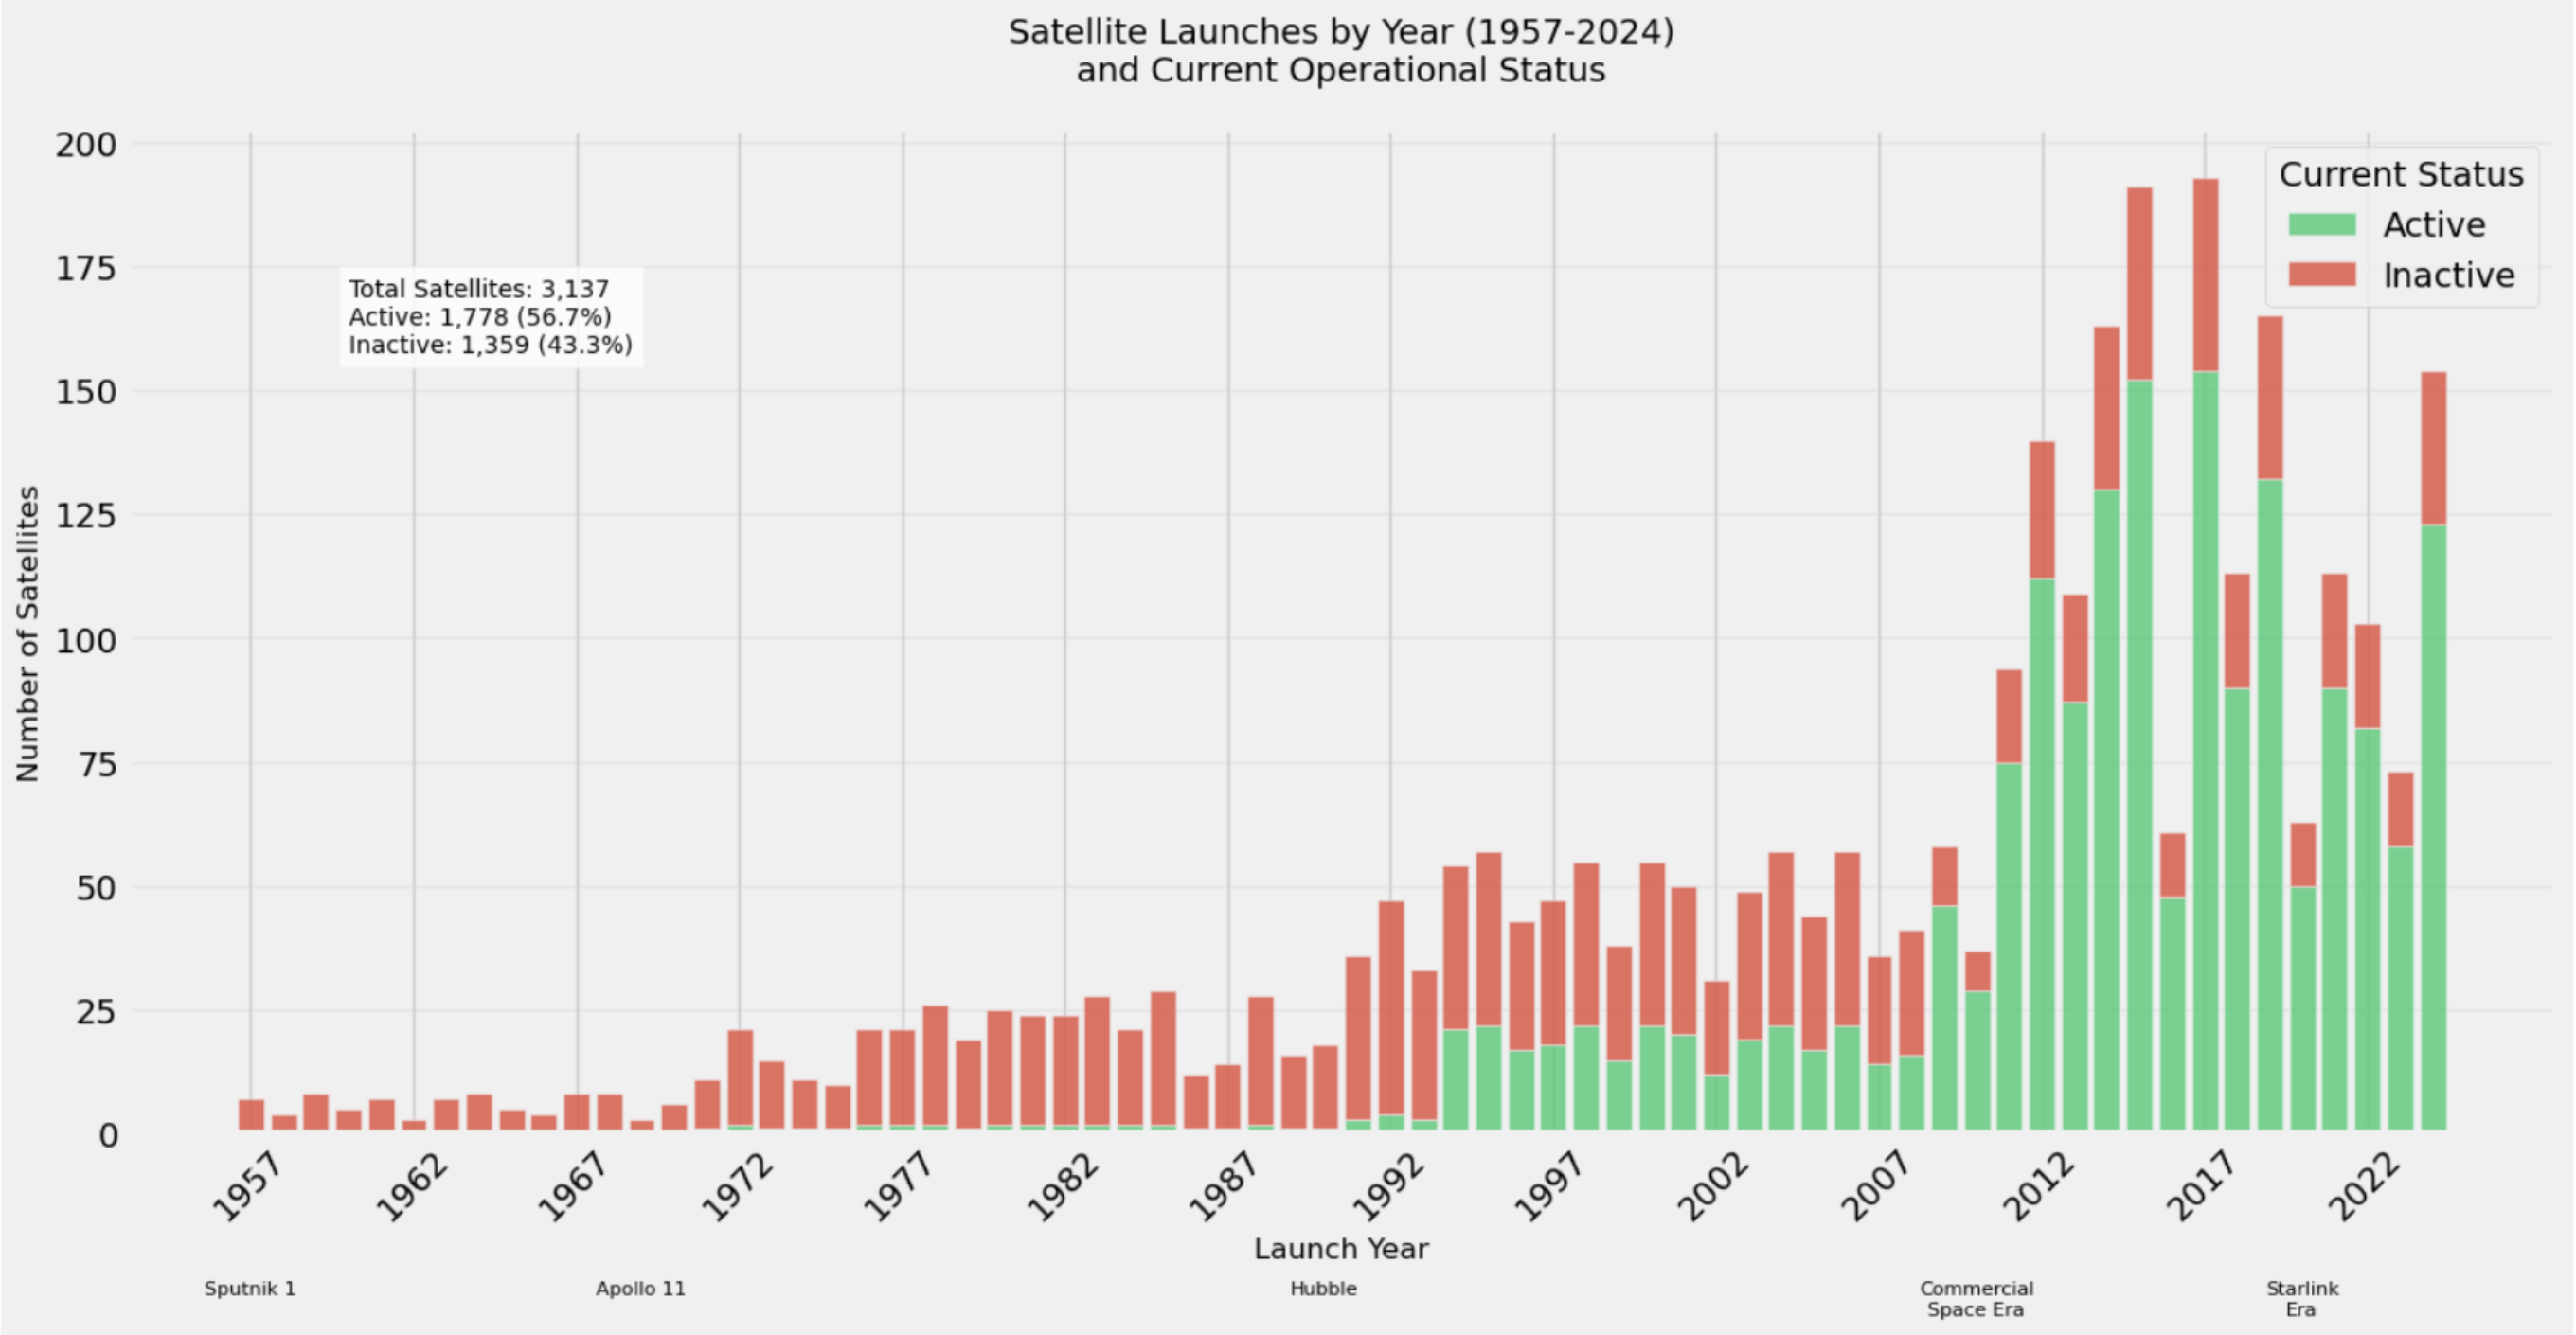 Satellite Launches by Year (1957-2024)
and Current Operational Status
200
175
150
125
100
75
50
25
0
Number of Satellites
Total Satellites: 3,137
Active: 1,778 (56.7%)
Inactive: 1,359 (43.3%)
Current Status
Active
Inactive
1957
1962
1967
1972
1977
1982
1987
1992
1997
2002
2007
2012
2017
2022
Launch Year
Sputnik 1
Apollo 11
Hubble
Commercial
Space Era
Starlink
Era